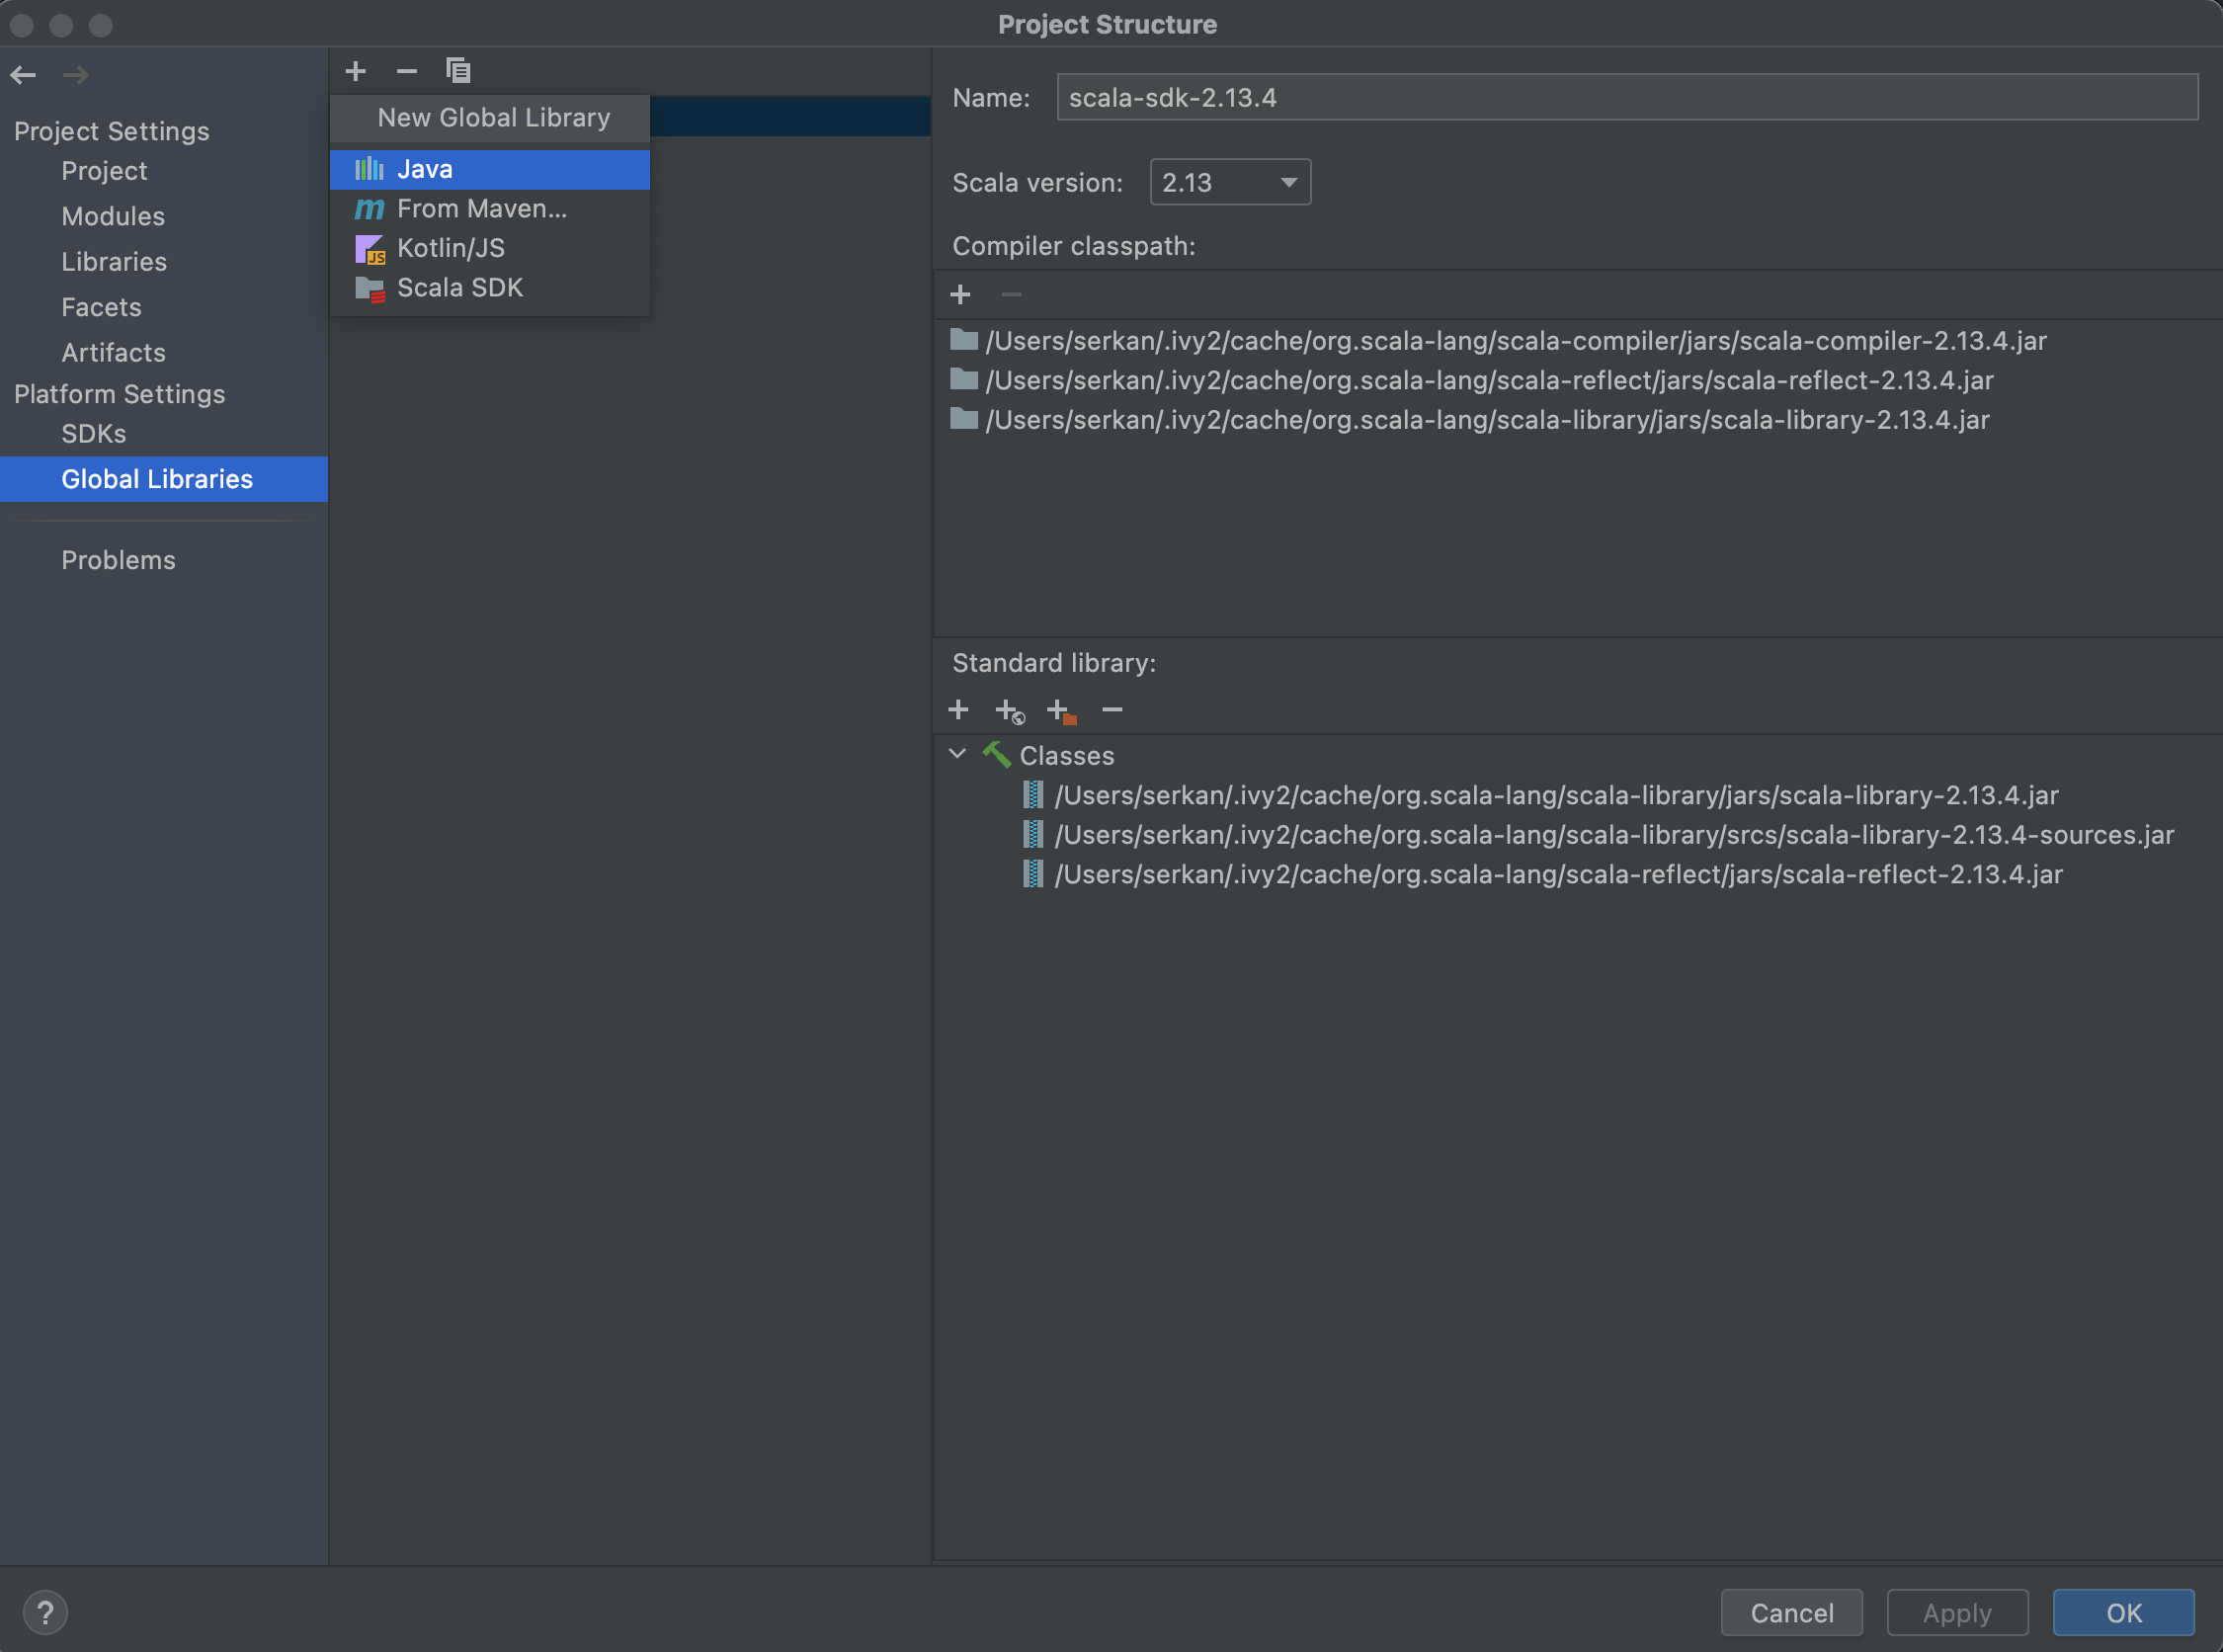 Project Structure
Project Settings
Project
Modules
Libraries
Facets
Artifacts
Platform Settings
SDKs
Global Libraries
Problems
New Global Library
Java
From Maven...
Kotlin/JS
Scala SDK
Name: scala-sdk-2.13.4
Scala version: 2.13
Compiler classpath:
/Users/serkan/.ivy2/cache/org.scala-lang/scala-compiler/jars/scala-compiler-2.13.4.jar
/Users/serkan/.ivy2/cache/org.scala-lang/scala-reflect/jars/scala-reflect-2.13.4.jar
/Users/serkan/.ivy2/cache/org.scala-lang/scala-library/jars/scala-library-2.13.4.jar
Standard library:
Classes
/Users/serkan/.ivy2/cache/org.scala-lang/scala-library/jars/scala-library-2.13.4.jar
/Users/serkan/.ivy2/cache/org.scala-lang/scala-library/srcs/scala-library-2.13.4-sources.jar
/Users/serkan/.ivy2/cache/org.scala-lang/scala-reflect/jars/scala-reflect-2.13.4.jar
?
Cancel
Apply
OK